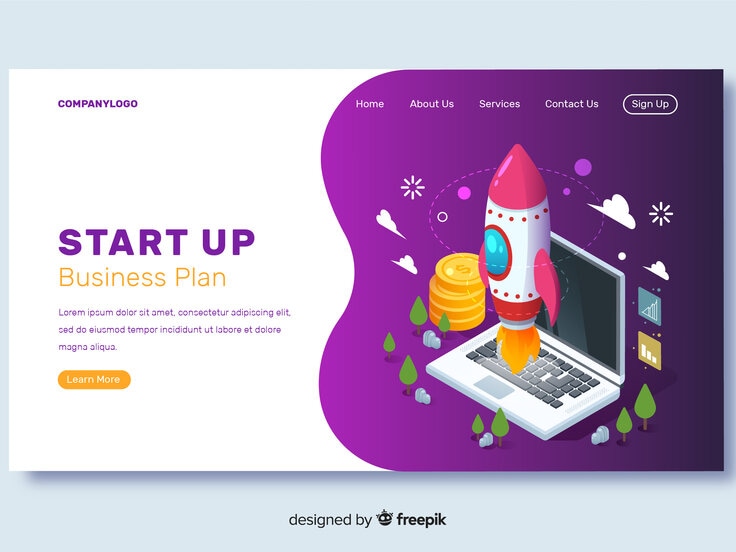 COMPANYLOGO
Home About Us Services Contact Us Sign Up
START UP
Business Plan
Lorem ipsum dolor sit amet, consectetur adipiscing elit,
sed do eiusmod tempor incididunt ut labore et dolore
magna aliqua.
Learn More
designed by freepik